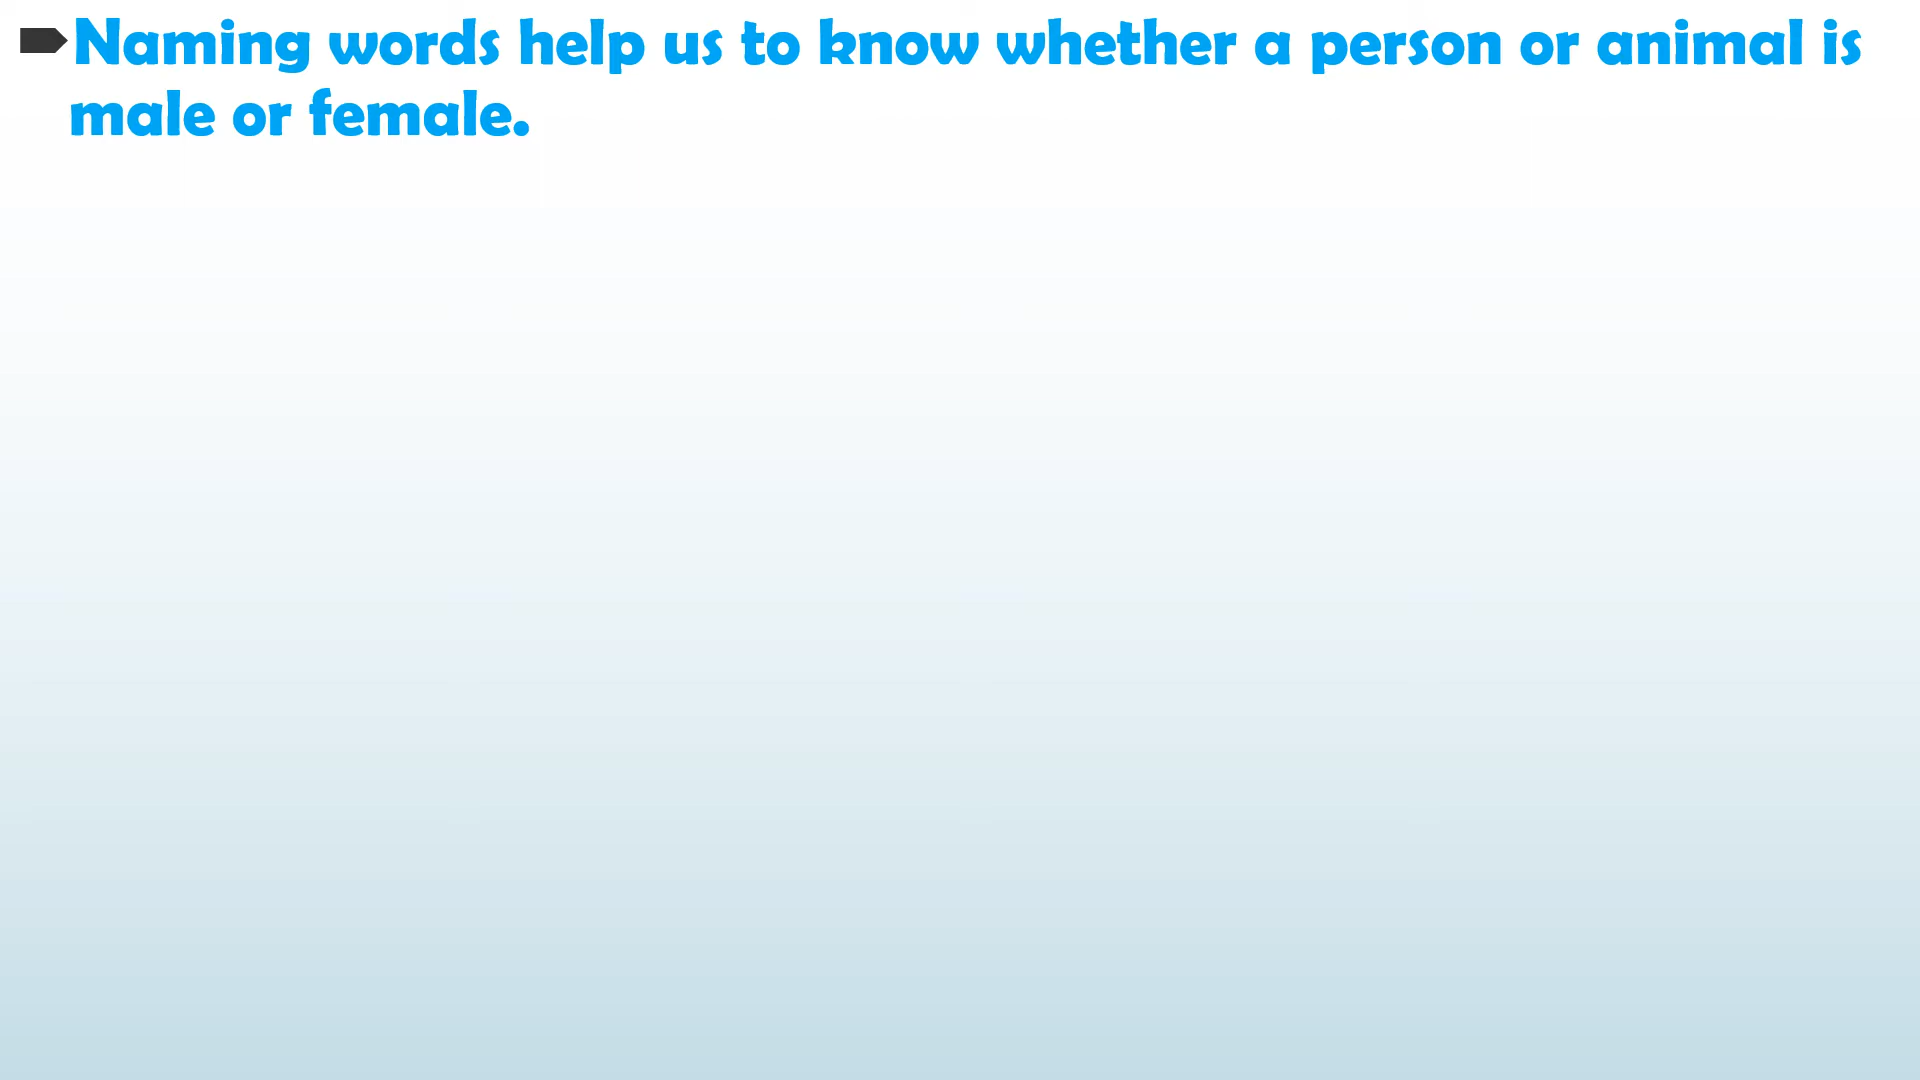 Naming words help us to know whether a person or animal is
male or female.